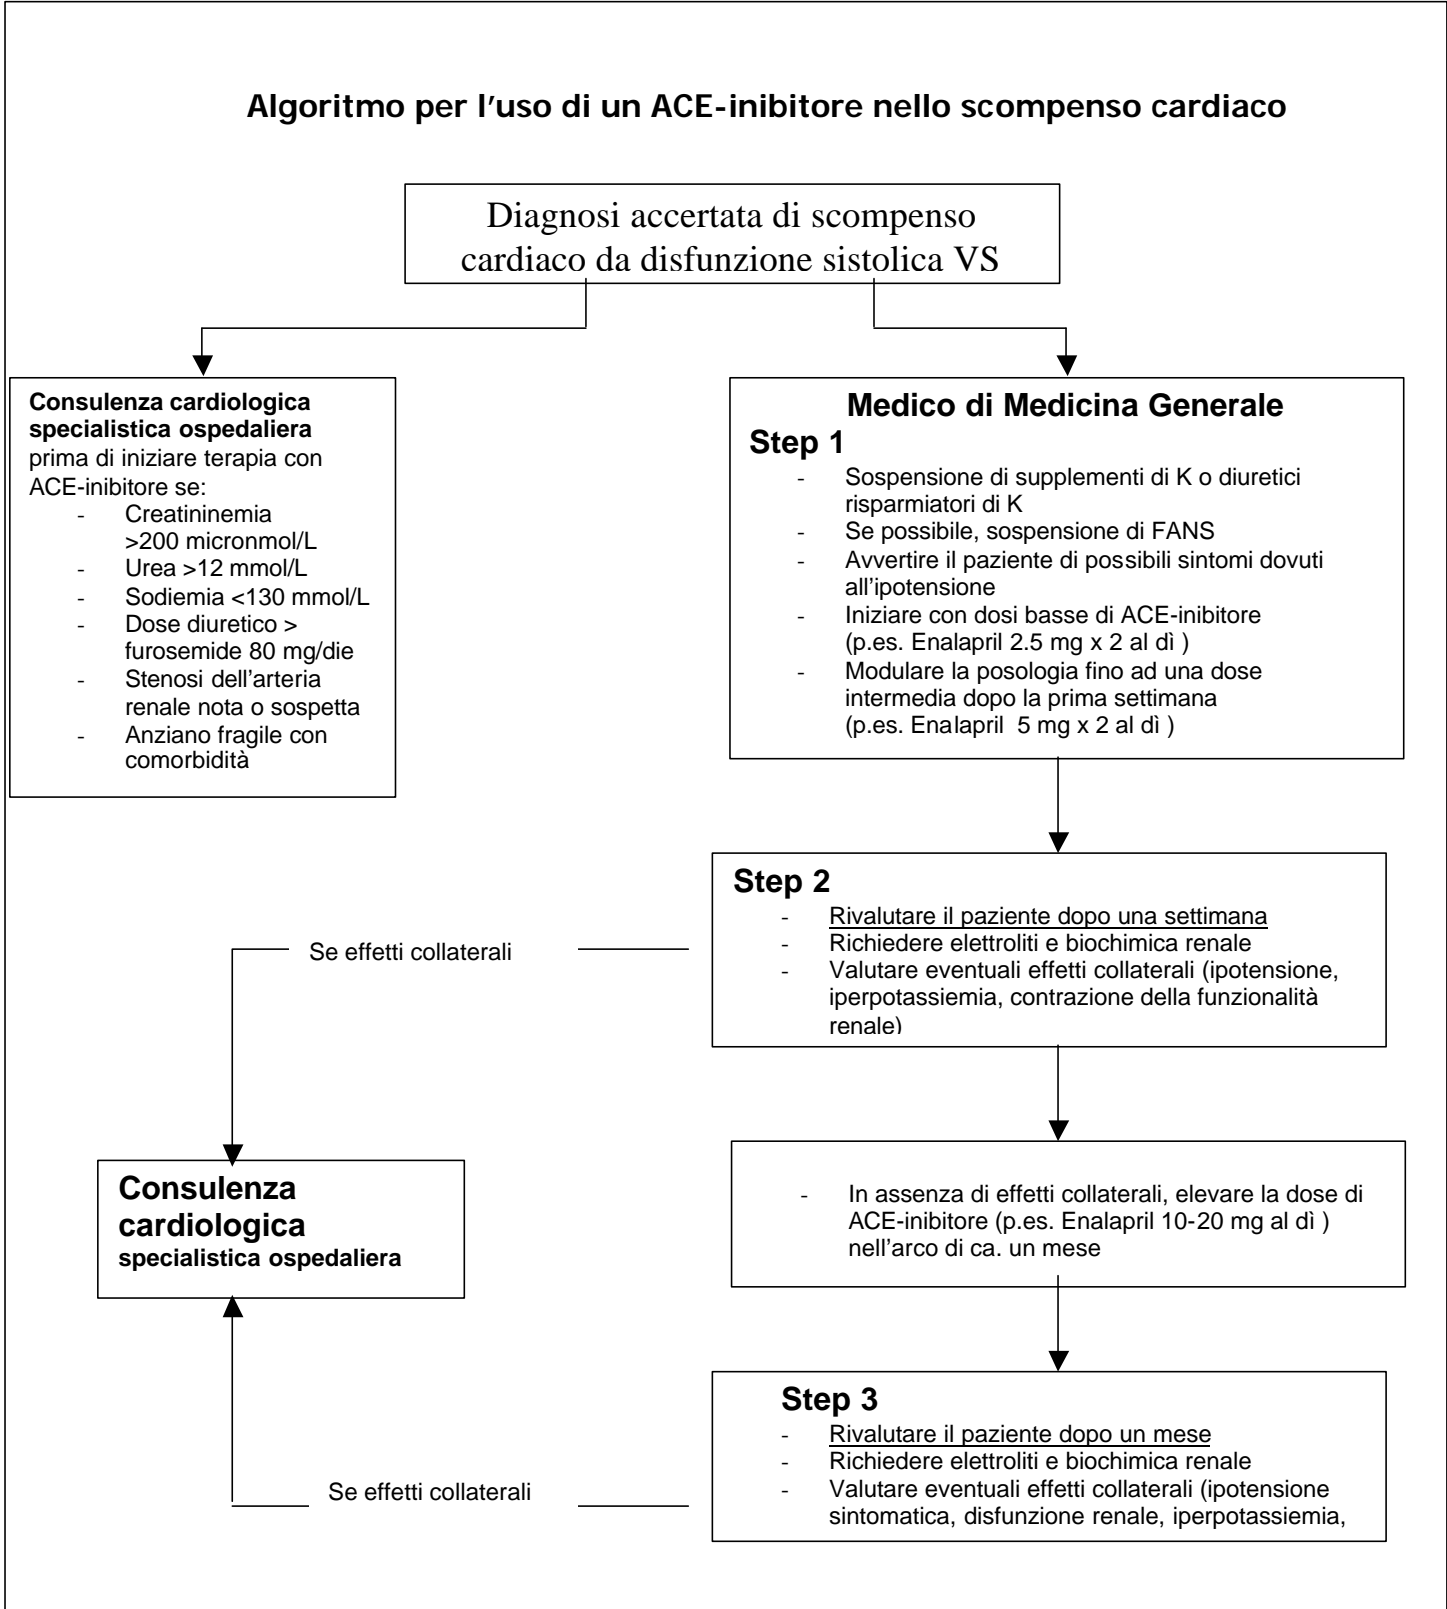 Algoritmo per l'uso di un ACE-inibitore nello scompenso cardiaco
Diagnosi accertata di scompenso
cardiaco da disfunzione sistolica VS
Consulenza cardiologica
specialistica ospedaliera
prima di iniziare terapia con
ACE-inibitore se:
- Creatininemia
>200 micronmol/L
- Urea >12 mmol/L
- Sodiemia <130 mmol/L
- Dose diuretico >
furosemide 80 mg/die
- Stenosi dell'arteria
renale nota o sospetta
- Anziano fragile con
comorbidità
Medico di Medicina Generale
Step 1
- Sospensione di supplementi di K o diuretici
risparmiatori di K
- Se possibile, sospensione di FANS
- Avvertire il paziente di possibili sintomi dovuti
all'ipotensione
- Iniziare con dosi basse di ACE-inibitore
(p.es. Enalapril 2.5 mg x 2 al dì )
- Modulare la posologia fino ad una dose
intermedia dopo la prima settimana
(p.es. Enalapril 5 mg x 2 al dì )
Step 2
- Rivalutare il paziente dopo una settimana
- Richiedere elettroliti e biochimica renale
- Valutare eventuali effetti collaterali (ipotensione,
iperpotassiemia, contrazione della funzionalità
renale)
Se effetti collaterali
Consulenza
cardiologica
specialistica ospedaliera
- In assenza di effetti collaterali, elevare la dose di
ACE-inibitore (p.es. Enalapril 10-20 mg al dì )
nell'arco di ca. un mese
Step 3
- Rivalutare il paziente dopo un mese
- Richiedere elettroliti e biochimica renale
- Valutare eventuali effetti collaterali (ipotensione
sintomatica, disfunzione renale, iperpotassiemia,
Se effetti collaterali